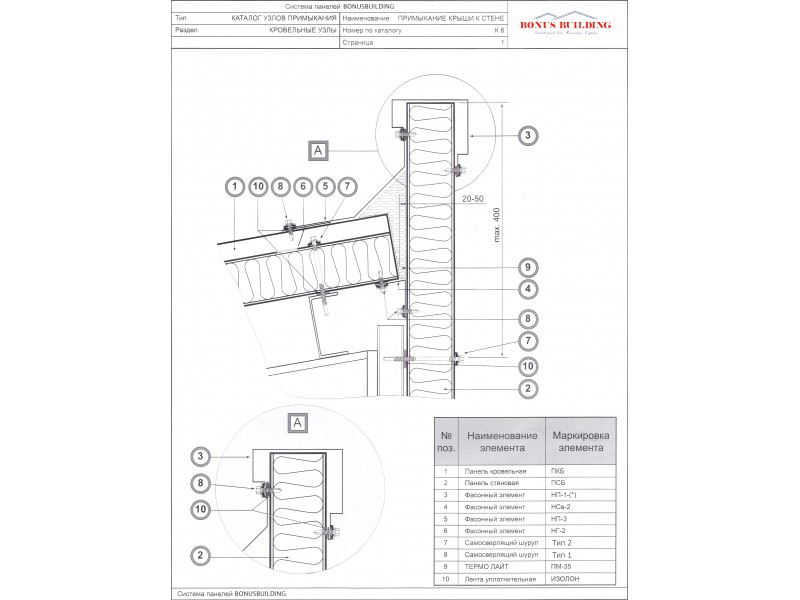 Система панелей BONUSBUILDING
Тип КАТАЛОГ УЗЛОВ ПРИМЫКАНИЯ Наименование ПРИМЫКАНИЕ КРЫШИ К СТЕНЕ
Раздел КРОВЕЛЬНЫЕ УЗЛЫ Номер по каталогу К 6
Страница 1
BONUS BUILDING
A
3
1 10 8 6 5 7
20-50
max. 400
9
4
8
7
10
2
A
3
8
10
2
№ поз. Наименование элемента Маркировка элемента
1 Панель кровельная ПКБ
2 Панель стеновая ПСБ
3 Фасонный элемент НП-1-(*)
4 Фасонный элемент НСв-2
5 Фасонный элемент НП-3
6 Фасонный элемент НГ-2
7 Самосверлящий шуруп Тип 2
8 Самосверлящий шуруп Тип 1
9 ТЕРМО ЛАЙТ ПМ-35
10 Лента уплотнительная ИЗОЛОН
Система панелей BONUSBUILDING